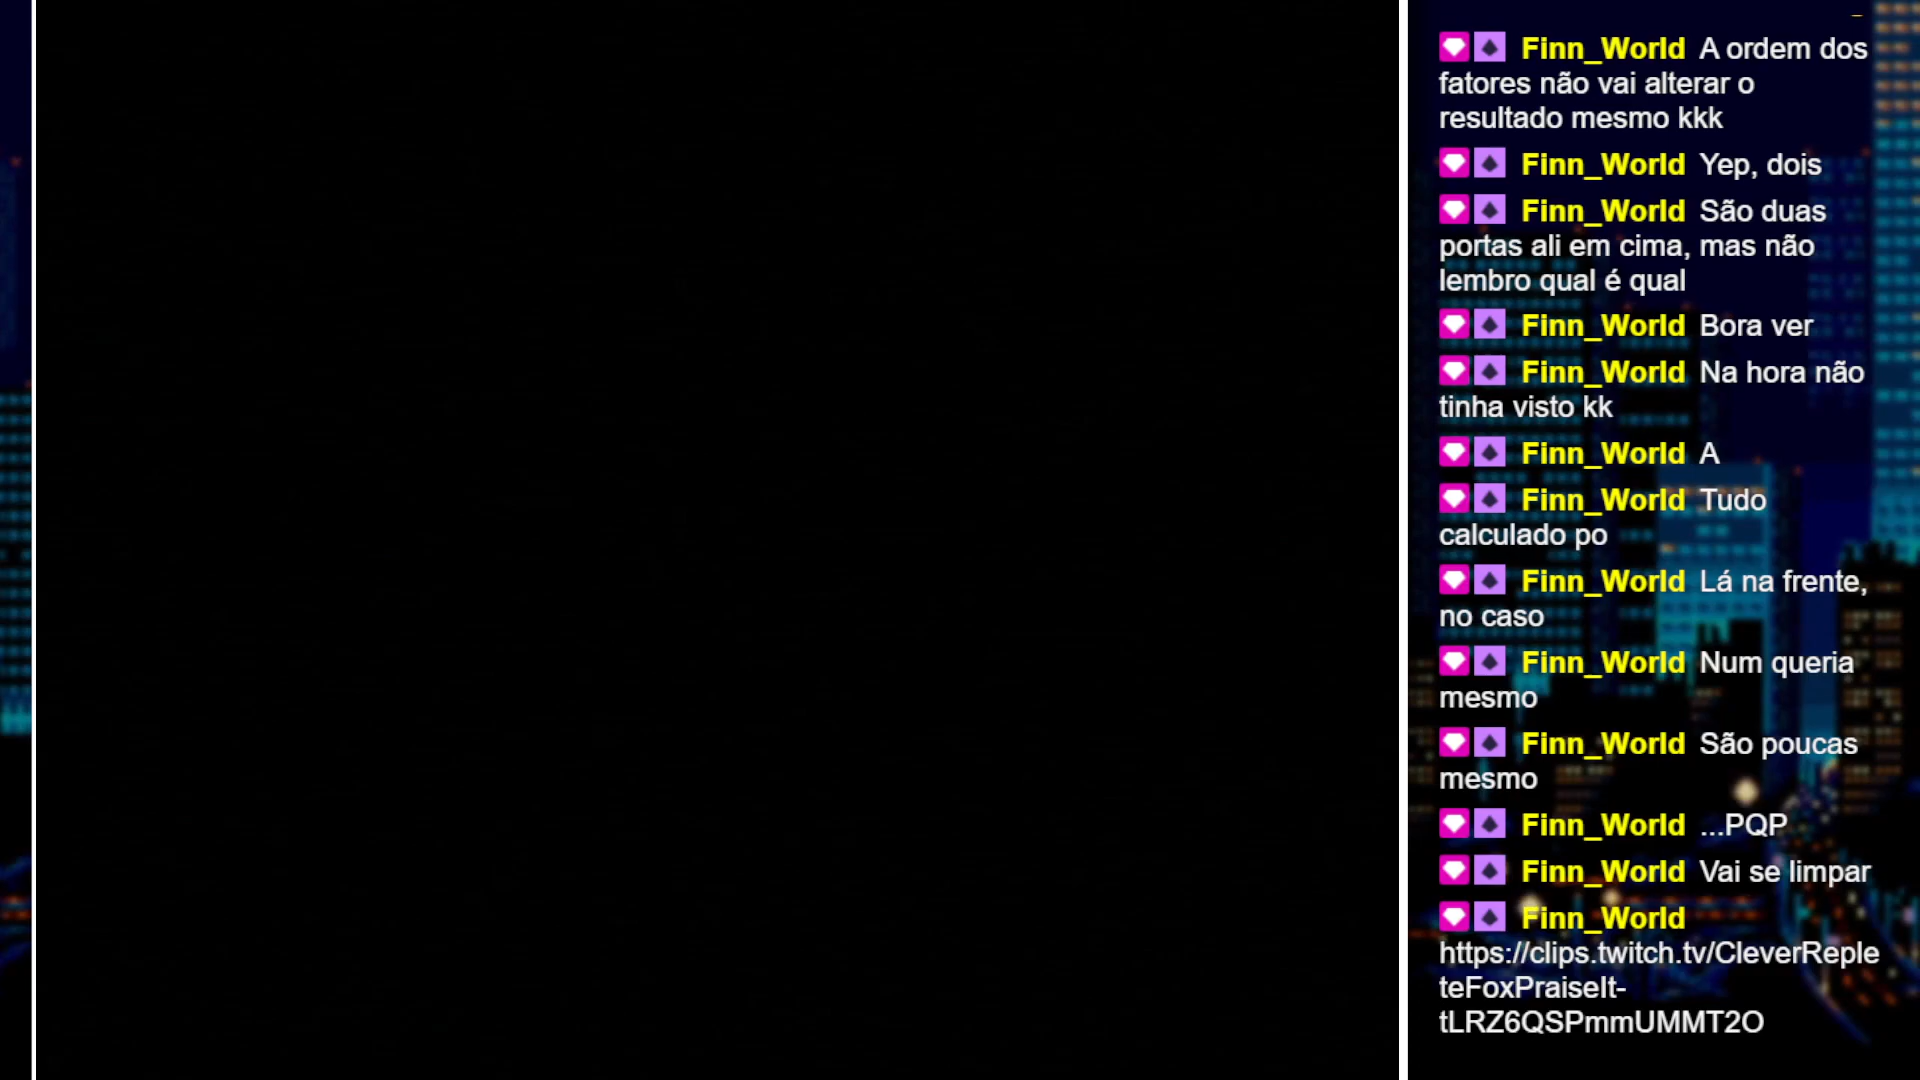 Finn_World A ordem dos
fatores não vai alterar o
resultado mesmo kkk
Finn_World Yep, dois
Finn_World São duas
portas ali em cima, mas não
lembro qual é qual
Finn_World Bora ver
Finn_World Na hora não
tinha visto kk
Finn_World A
Finn_World Tudo
calculado po
Finn_World Lá na frente,
no caso
Finn_World Num queria
mesmo
Finn_World São poucas
mesmo
Finn_World ...PQP
Finn_World Vai se limpar
Finn_World
https://clips.twitch.tv/CleverReple
teFoxPraiseIt-
tLRZ6QSPmmUMMT2O